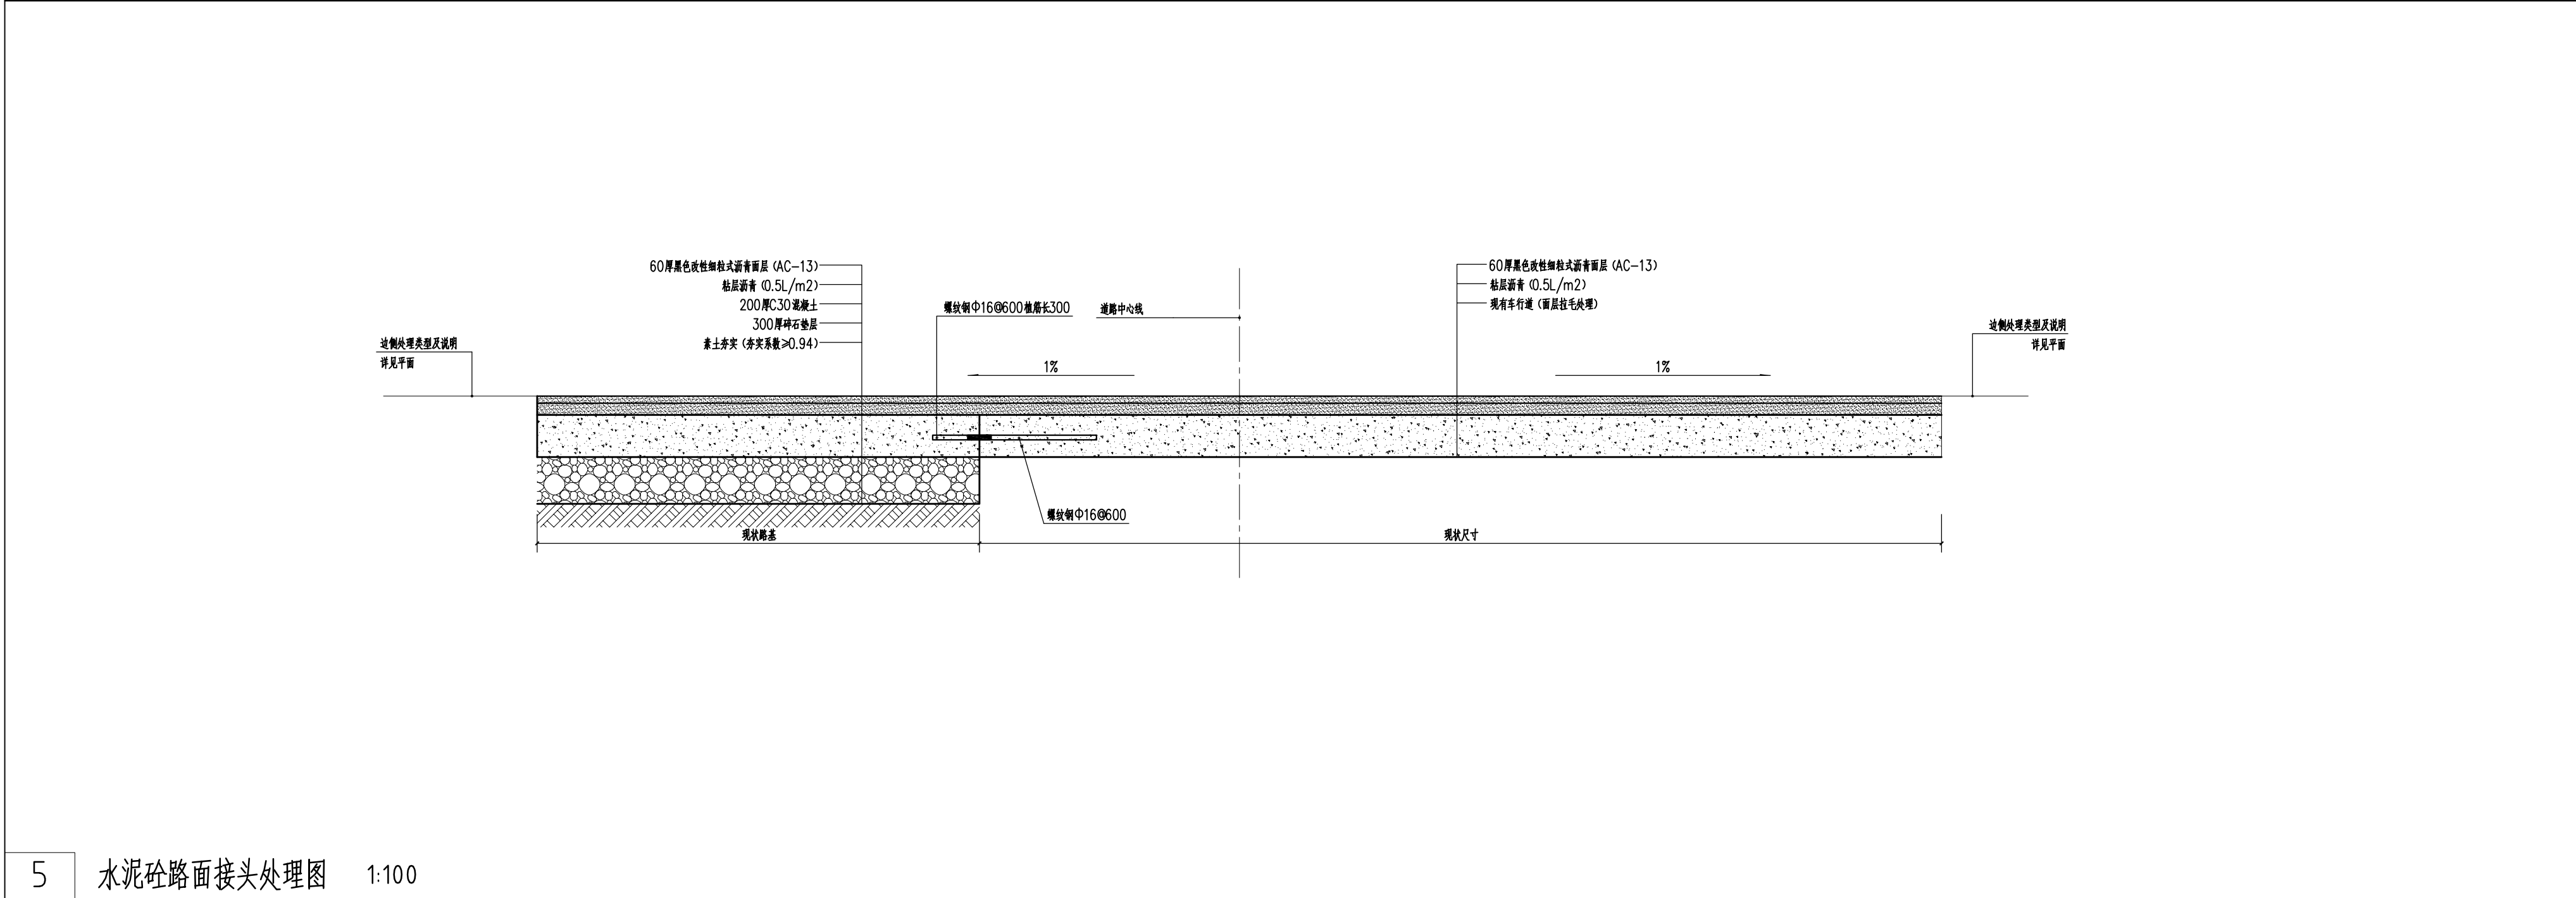 60厚黑色改性细粒式沥青面层 (AC-13)
粘层沥青 (0.5L/m2)
200厚C30混凝土
300厚碎石垫层
素土夯实 (夯实系数≥0.94)
螺纹钢Φ16@600植筋长300
道路中心线
60厚黑色改性细粒式沥青面层 (AC-13)
粘层沥青 (0.5L/m2)
现有车行道 (面层拉毛处理)
边侧处理类型及说明
详见平面
边侧处理类型及说明
详见平面
1%
1%
螺纹钢Φ16@600
现状路基
现状尺寸
5 水泥砼路面接头处理图 1:100